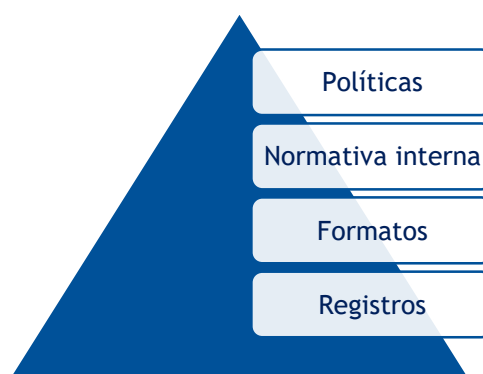 Políticas
Normativa interna
Formatos
Registros